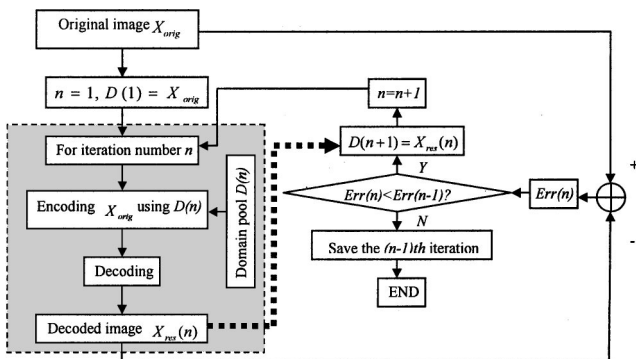 Original image X_orig
n = 1, D (1) = X_orig
For iteration number n
Encoding X_orig using D(n)
Domain pool D(n)
Decoding
Decoded image X_res(n)
n=n+1
D(n+1) = X_res(n)
Y
Err(n)<Err(n-1)?
N
Save the (n-1)th iteration
END
Err(n)
+
-